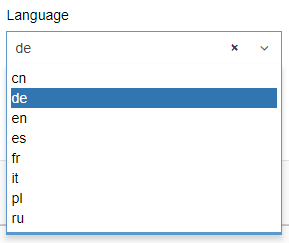 Language
de ×
cn
de
en
es
fr
it
pl
ru